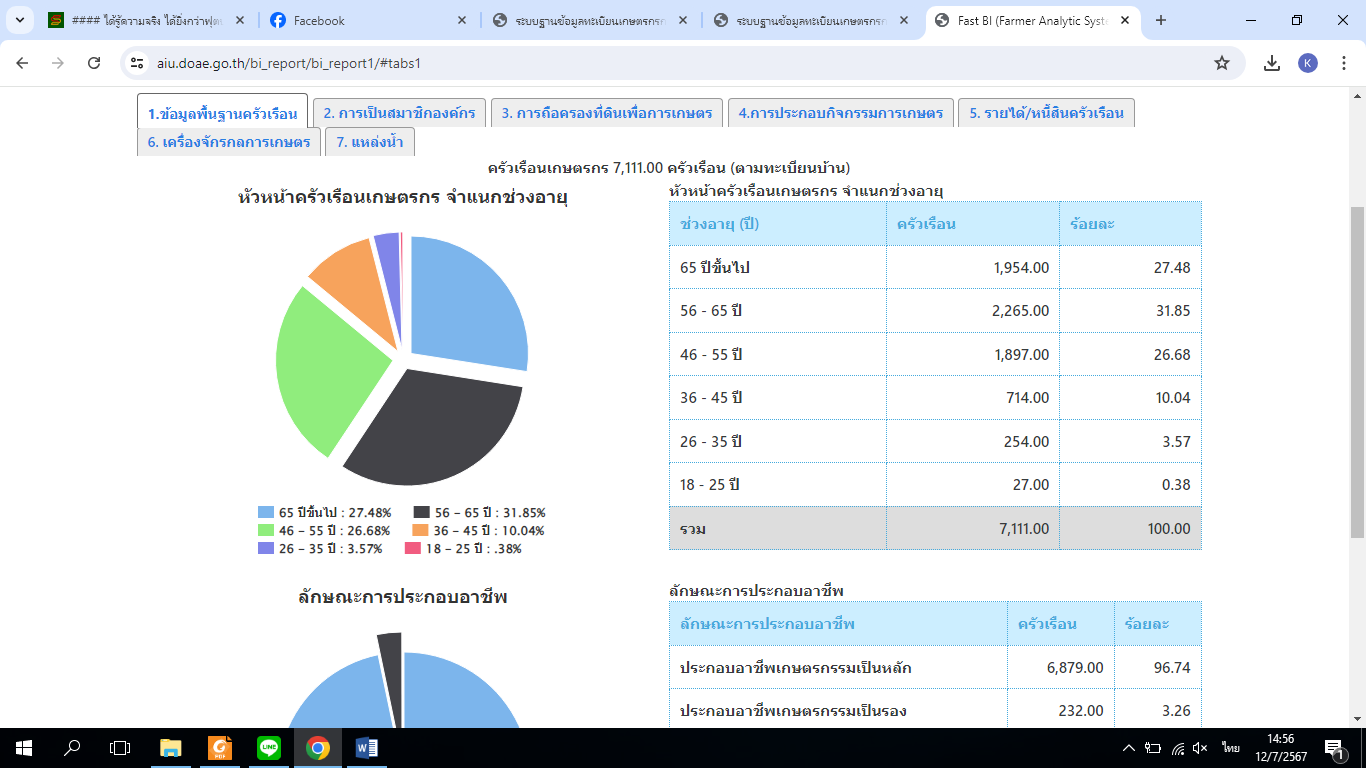 #### ได้รู้ความจริง ได้ยิ่งกว่าฟุต
Facebook
ระบบฐานข้อมูลทะเบียนเกษตรกรก
ระบบฐานข้อมูลทะเบียนเกษตรกรก
Fast BI (Farmer Analytic Syste
aiu.doae.go.th/bi_report/bi_report1/#tabs1
K
1.ข้อมูลพื้นฐานครัวเรือน
2. การเป็นสมาชิกองค์กร
3. การถือครองที่ดินเพื่อการเกษตร
4.การประกอบกิจกรรมการเกษตร
5. รายได้/หนี้สินครัวเรือน
6. เครื่องจักรกลการเกษตร
7. แหล่งน้ำ
ครัวเรือนเกษตรกร 7,111.00 ครัวเรือน (ตามทะเบียนบ้าน)
หัวหน้าครัวเรือนเกษตรกร จำแนกช่วงอายุ
65 ปีขึ้นไป : 27.48% 56 – 65 ปี : 31.85%
46 – 55 ปี : 26.68% 36 – 45 ปี : 10.04%
26 – 35 ปี : 3.57% 18 – 25 ปี : .38%
หัวหน้าครัวเรือนเกษตรกร จำแนกช่วงอายุ
ช่วงอายุ (ปี) ครัวเรือน ร้อยละ
65 ปีขึ้นไป 1,954.00 27.48
56 - 65 ปี 2,265.00 31.85
46 - 55 ปี 1,897.00 26.68
36 - 45 ปี 714.00 10.04
26 - 35 ปี 254.00 3.57
18 - 25 ปี 27.00 0.38
รวม 7,111.00 100.00
ลักษณะการประกอบอาชีพ
ลักษณะการประกอบอาชีพ
ลักษณะการประกอบอาชีพ ครัวเรือน ร้อยละ
ประกอบอาชีพเกษตรกรรมเป็นหลัก 6,879.00 96.74
ประกอบอาชีพเกษตรกรรมเป็นรอง 232.00 3.26
G
PDF
LINE
W
ไทย
14:56
12/7/2567
1